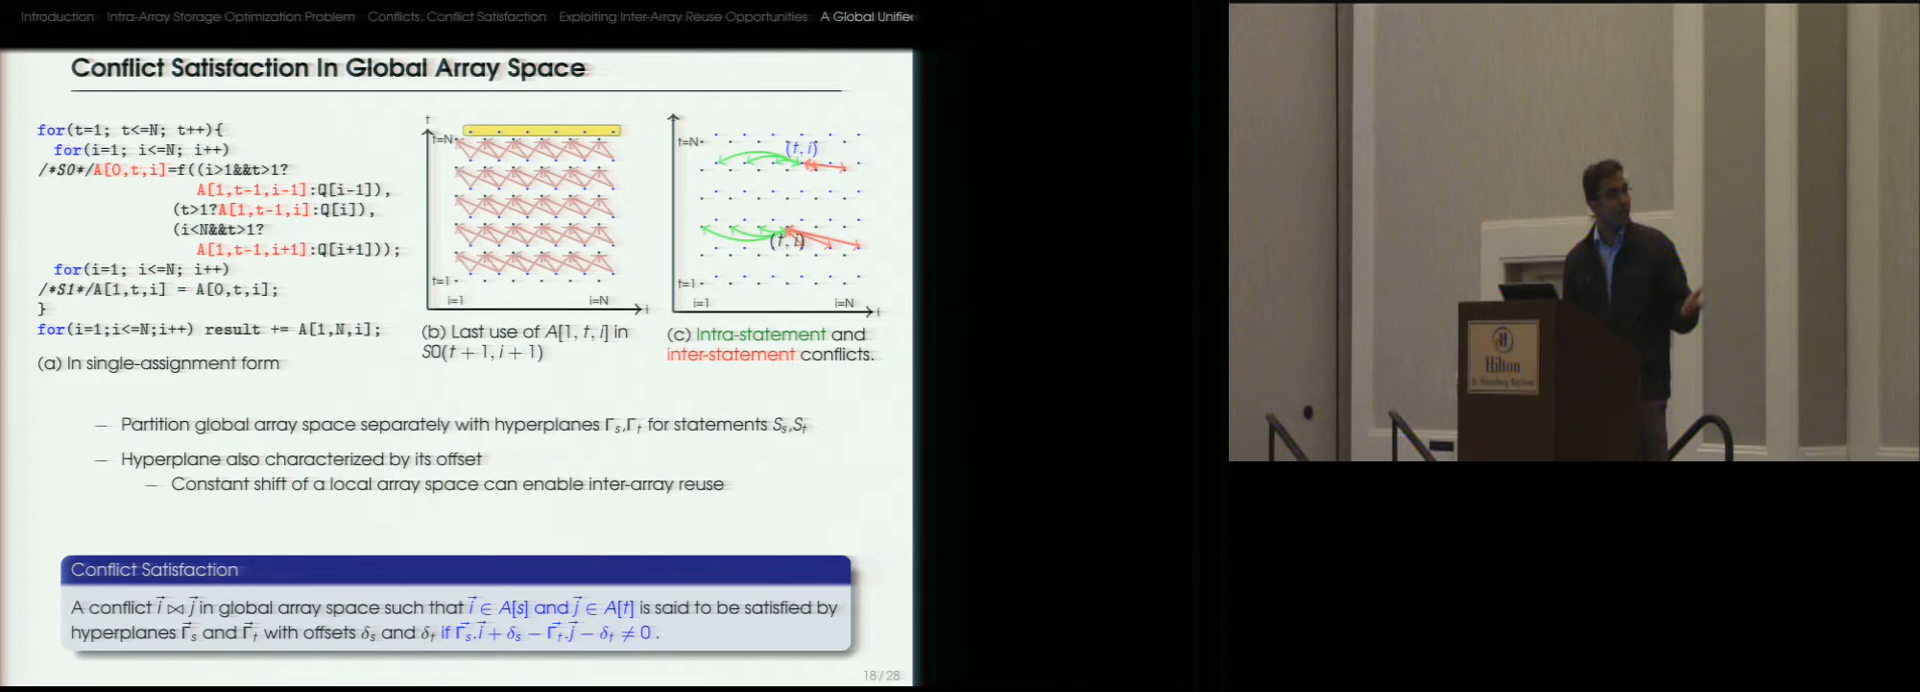 Introduction Intra-Array Storage Optimization Problem Conflicts, Conflict Satisfaction Exploiting Inter-Array Reuse Opportunities A Global Unifie
Conflict Satisfaction In Global Array Space
for(t=1; t<=N; t++){
for(i=1; i<=N; i++)
/*S0*/A[0,t,i]=f((i>1&&t>1?
A[1,t-1,i-1]:Q[i-1]),
(t>1?A[1,t-1,i]:Q[i]),
(i<N&&t>1?
A[1,t-1,i+1]:Q[i+1]));
for(i=1; i<=N; i++)
/*S1*/A[1,t,i] = A[0,t,i];
}
for(i=1;i<=N;i++) result += A[1,N,i];
(a) In single-assignment form
t
t=N
t=1
i=1 i=N i
(b) Last use of A[1, t, i] in
S0(t + 1, i + 1)
t=N
(t, i)
(t, i)
t=1
i=1 i=N i
(c) Intra-statement and
inter-statement conflicts.
– Partition global array space separately with hyperplanes Γs,Γt for statements Ss,St
– Hyperplane also characterized by its offset
– Constant shift of a local array space can enable inter-array reuse
Conflict Satisfaction
A conflict i⃗ ⋈ j⃗ in global array space such that i⃗ ∈ A[s] and j⃗ ∈ A[t] is said to be satisfied by
hyperplanes Γ⃗s and Γ⃗t with offsets δs and δt if Γ⃗s.i⃗ + δs − Γ⃗t.j⃗ − δt ≠ 0 .
18 / 28
Hilton